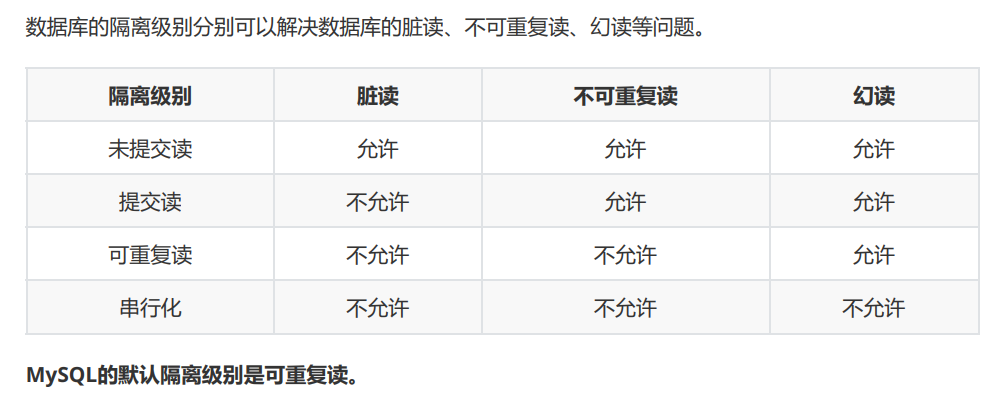 数据库的隔离级别分别可以解决数据库的脏读、不可重复读、幻读等问题。
隔离级别 脏读 不可重复读 幻读
未提交读 允许 允许 允许
提交读 不允许 允许 允许
可重复读 不允许 不允许 允许
串行化 不允许 不允许 不允许
MySQL的默认隔离级别是可重复读。